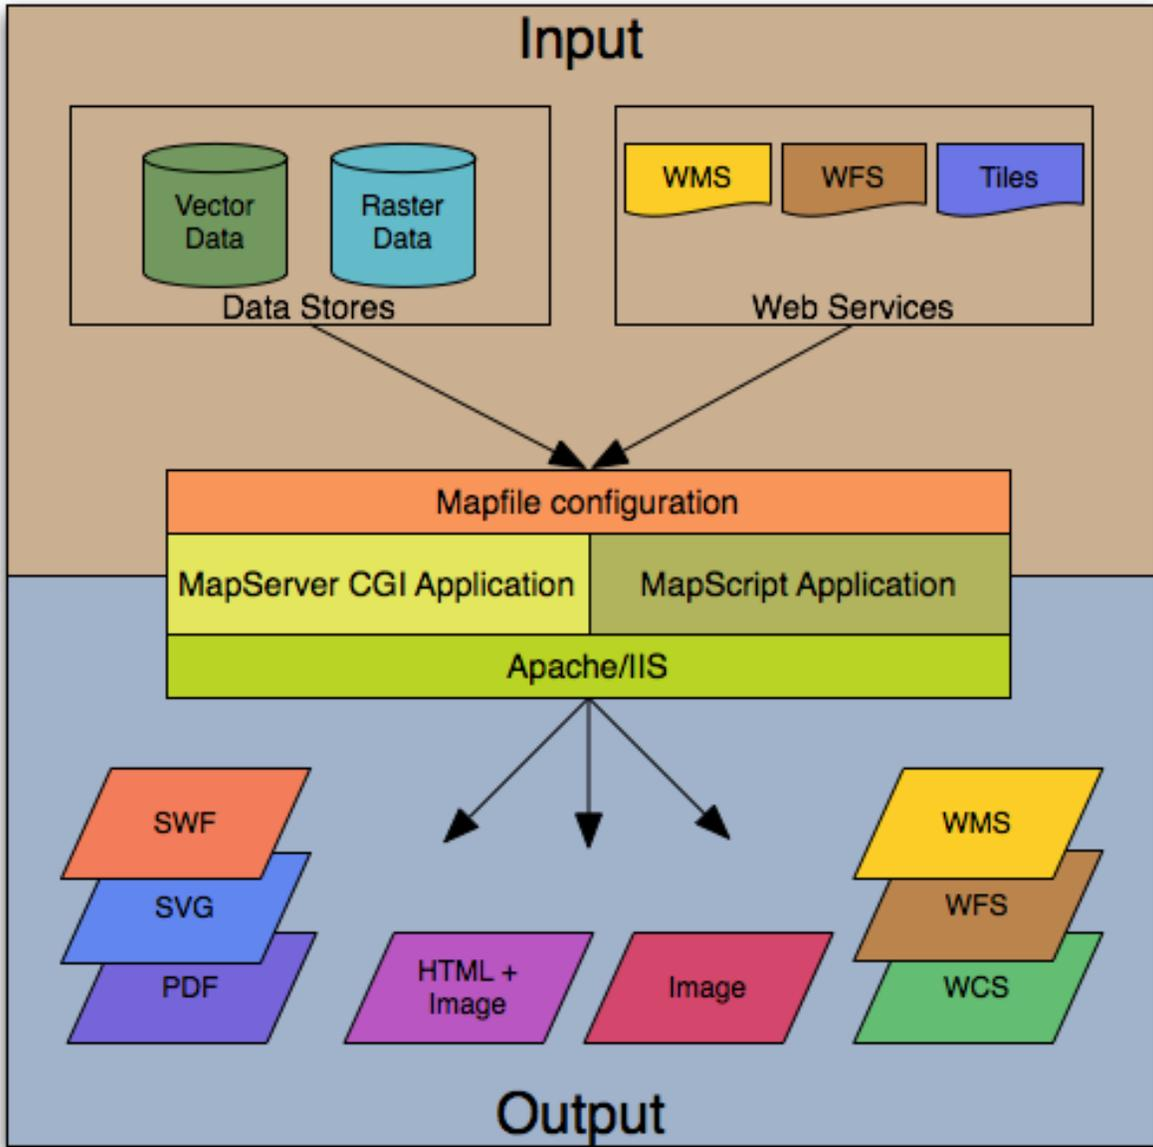 Input
Vector
Data
Raster
Data
Data Stores
WMS
WFS
Tiles
Web Services
Mapfile configuration
MapServer CGI Application
MapScript Application
Apache/IIS
SWF
SVG
PDF
HTML +
Image
Image
WMS
WFS
WCS
Output